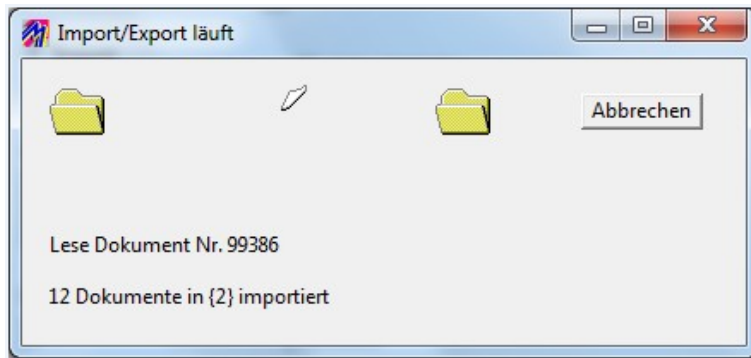 Import/Export läuft
Abbrechen
Lese Dokument Nr. 99386
12 Dokumente in {2} importiert